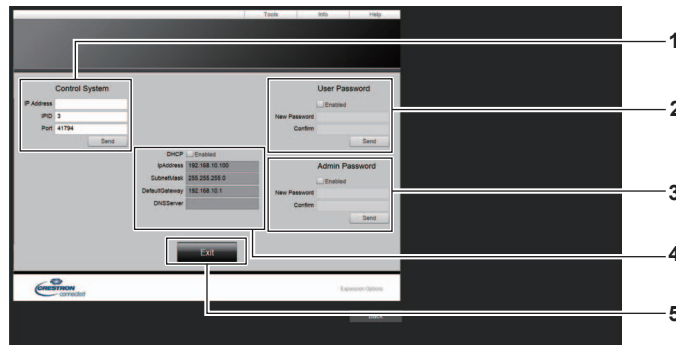 Tools Info Help
1
Control System
IP Address
IPID 3
Port 41794
Send
User Password
Enabled
New Password
Confirm
Send
2
DHCP Enabled
IpAddress 192.168.10.100
SubnetMask 255.255.255.0
DefaultGateway 192.168.10.1
DNSServer
Admin Password
Enabled
New Password
Confirm
Send
3
4
Exit
CRESTRON
connected
Expansion Options
5
Back